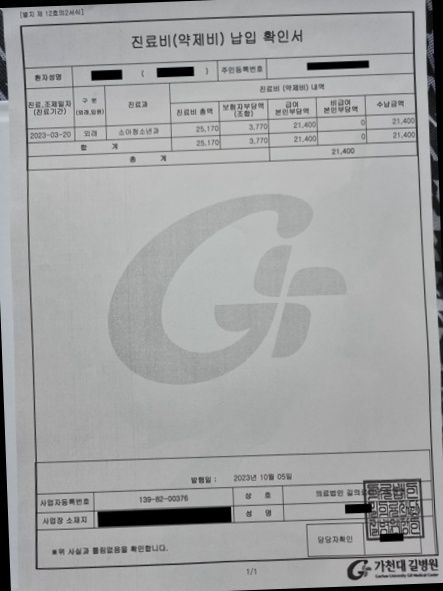 [별지 제 12호의2서식]
진료비(약제비) 납입 확인서
환자성명 ( ) 주민등록번호
진료,조제일자 (진료기간) 구 분 (외래,입원) 진료과 진료비 (약제비) 내역
진료비 총액 보험자부담액 (조합) 급여 본인부담액 비급여 본인부담액 수납금액
2023-03-20 외래 소아청소년과 25,170 3,770 21,400 0 21,400
합 계 25,170 3,770 21,400 0 21,400
총 계 21,400
발행일 : 2023년 10월 05일
사업자등록번호 139-82-00376 상 호 의료법인 길의
사업장 소재지 성 명
※위 사실과 틀림없음을 확인합니다.
담당자확인
1/1
가천대 길병원
Gachon University Gil Medical Center